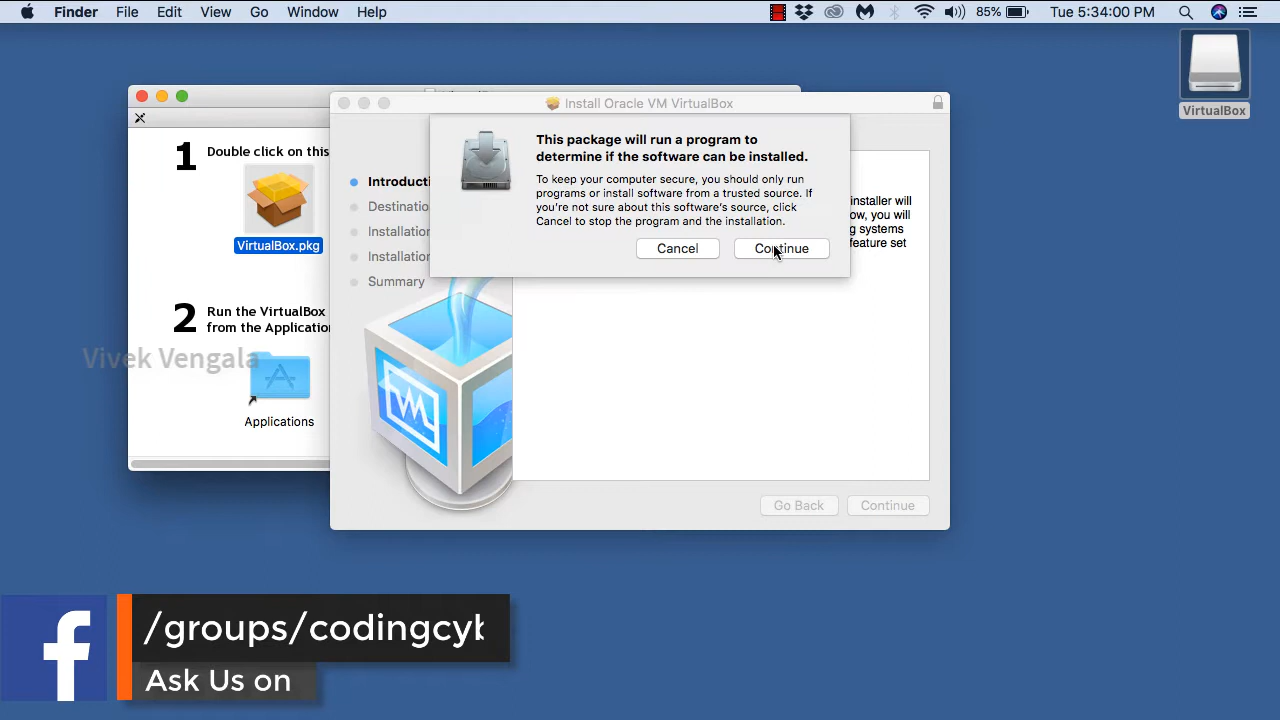 Finder File Edit View Go Window Help 85% Tue 5:34:00 PM
VirtualBox
Install Oracle VM VirtualBox
1 Double click on this
VirtualBox.pkg
2 Run the VirtualBox
from the Application
Applications
Vivek Vengala
This package will run a program to
determine if the software can be installed.
To keep your computer secure, you should only run
programs or install software from a trusted source. If
you're not sure about this software's source, click
Cancel to stop the program and the installation.
Cancel Continue
Introducti
Destinatio
Installation
Installation
Summary
installer will
ow, you will
g systems
feature set
Go Back Continue
/groups/codingcyb
Ask Us on